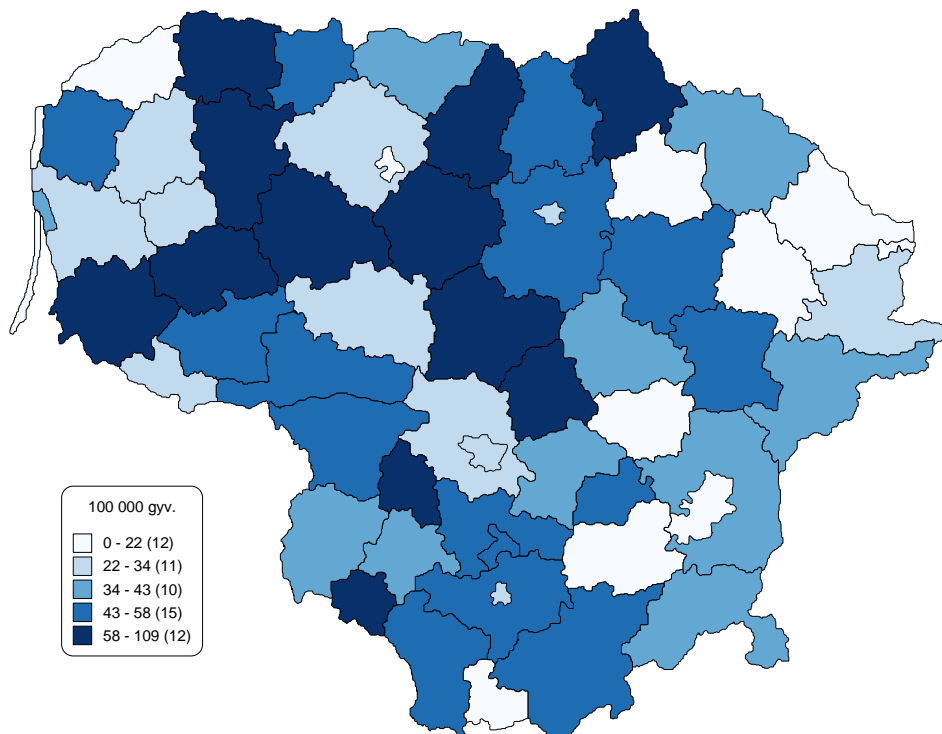 100 000 gyv.
0 - 22 (12)
22 - 34 (11)
34 - 43 (10)
43 - 58 (15)
58 - 109 (12)